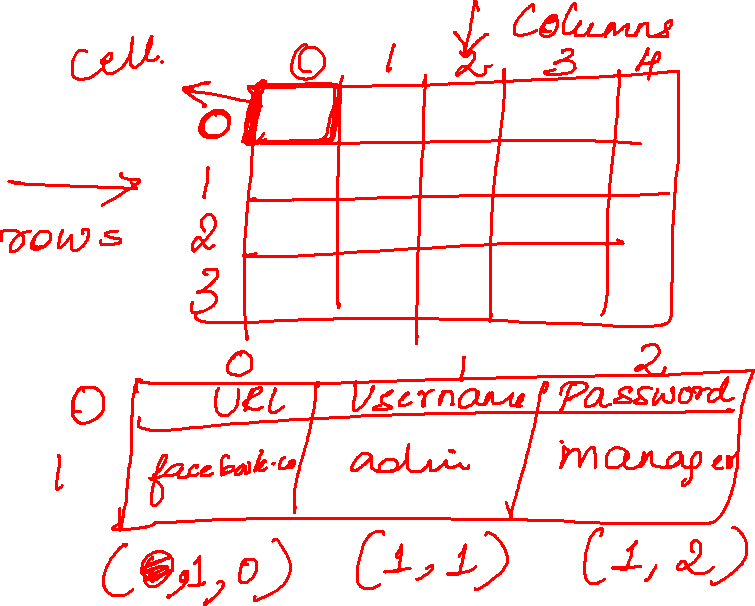 Columns
Cell.
0 1 2 3 4
0
1
rows
2
3
0 1 2
0 URL Username Password
1 facebook.co admin manager
(1, 0) (1, 1) (1, 2)